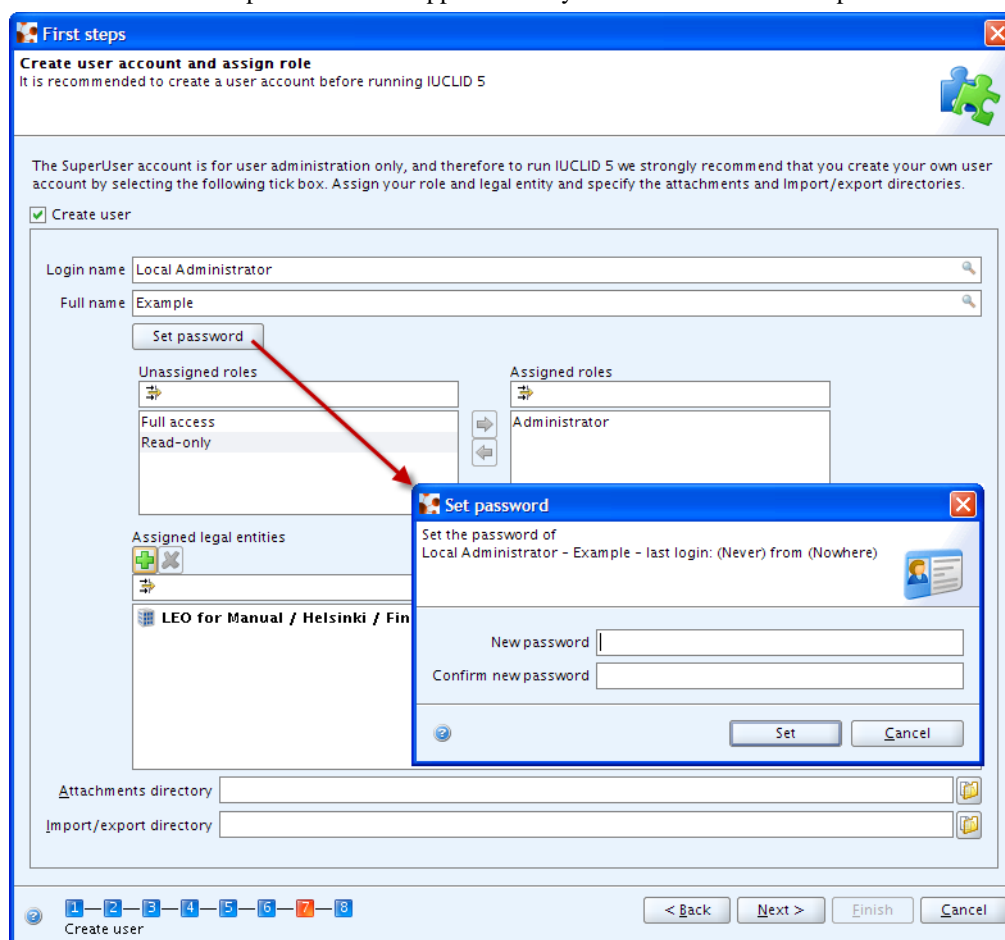 First steps
Create user account and assign role
It is recommended to create a user account before running IUCLID 5
The SuperUser account is for user administration only, and therefore to run IUCLID 5 we strongly recommend that you create your own user
account by selecting the following tick box. Assign your role and legal entity and specify the attachments and Import/export directories.
Create user
Login name Local Administrator
Full name Example
Set password
Unassigned roles Assigned roles
Full access Administrator
Read-only
Set password
Set the password of
Local Administrator - Example - last login: (Never) from (Nowhere)
New password
Confirm new password
Set Cancel
Assigned legal entities
LEO for Manual / Helsinki / Fin
Attachments directory
Import/export directory
1 2 3 4 5 6 7 8
Create user
< Back Next > Finish Cancel